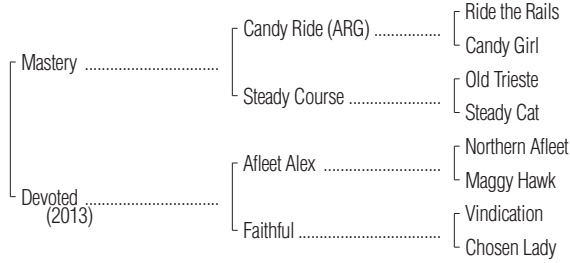 Ride the Rails
Candy Ride (ARG) ..................
Candy Girl
Mastery .....................................
Old Trieste
Steady Course .........................
Steady Cat
Northern Afleet
Afleet Alex ................................
Maggy Hawk
Devoted .....................................
(2013)
Vindication
Faithful .......................................
Chosen Lady